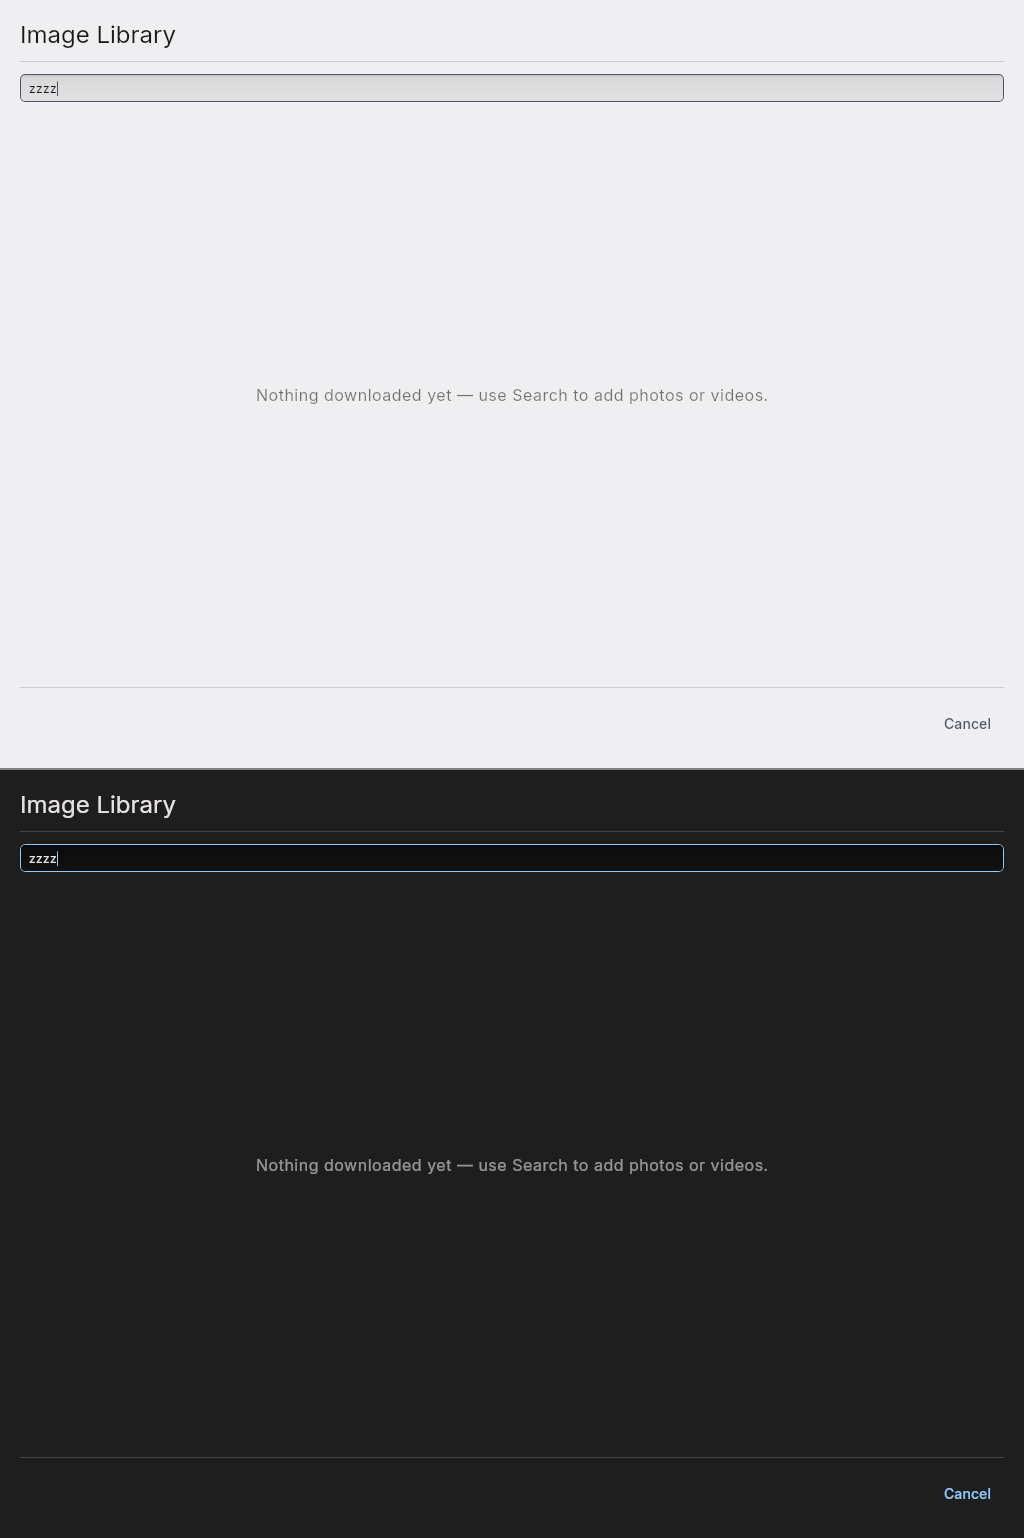 Image Library
zzzz
Nothing downloaded yet — use Search to add photos or videos.
Cancel
Image Library
zzzz
Nothing downloaded yet — use Search to add photos or videos.
Cancel